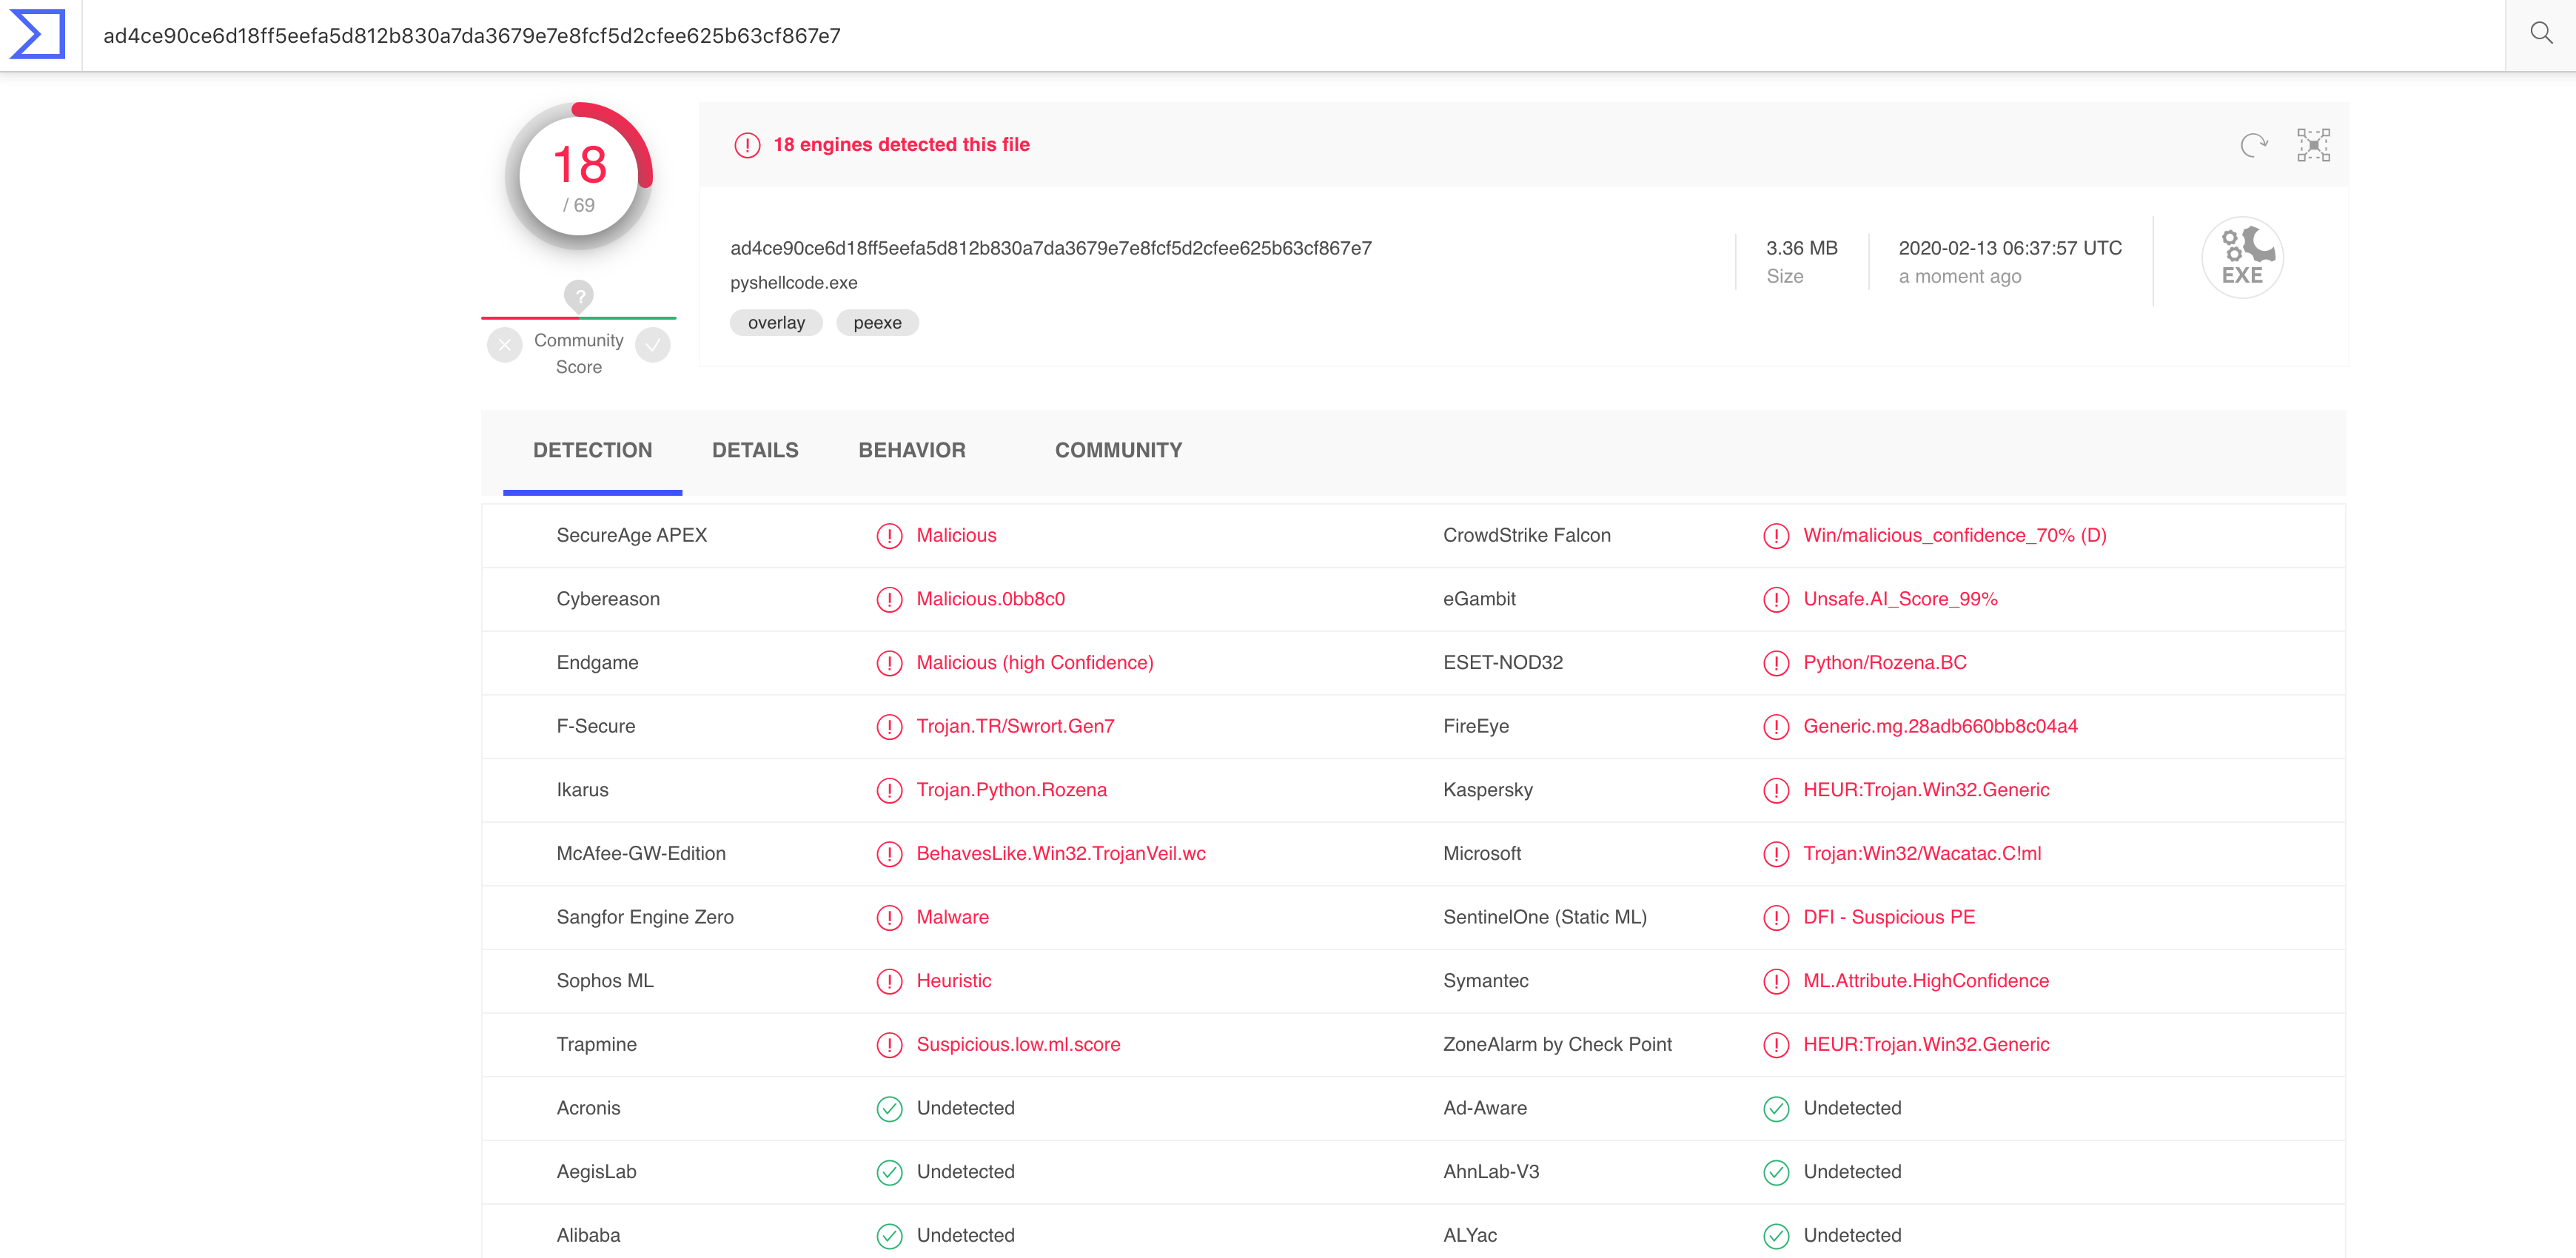 ad4ce90ce6d18ff5eefa5d812b830a7da3679e7e8fcf5d2cfee625b63cf867e7
18
/ 69
?
Community
Score
18 engines detected this file
ad4ce90ce6d18ff5eefa5d812b830a7da3679e7e8fcf5d2cfee625b63cf867e7
pyshellcode.exe
overlay peexe
3.36 MB
Size
2020-02-13 06:37:57 UTC
a moment ago
EXE
DETECTION DETAILS BEHAVIOR COMMUNITY
SecureAge APEX Malicious CrowdStrike Falcon Win/malicious_confidence_70% (D)
Cybereason Malicious.0bb8c0 eGambit Unsafe.AI_Score_99%
Endgame Malicious (high Confidence) ESET-NOD32 Python/Rozena.BC
F-Secure Trojan.TR/Swrort.Gen7 FireEye Generic.mg.28adb660bb8c04a4
Ikarus Trojan.Python.Rozena Kaspersky HEUR:Trojan.Win32.Generic
McAfee-GW-Edition BehavesLike.Win32.TrojanVeil.wc Microsoft Trojan:Win32/Wacatac.C!ml
Sangfor Engine Zero Malware SentinelOne (Static ML) DFI - Suspicious PE
Sophos ML Heuristic Symantec ML.Attribute.HighConfidence
Trapmine Suspicious.low.ml.score ZoneAlarm by Check Point HEUR:Trojan.Win32.Generic
Acronis Undetected Ad-Aware Undetected
AegisLab Undetected AhnLab-V3 Undetected
Alibaba Undetected ALYac Undetected